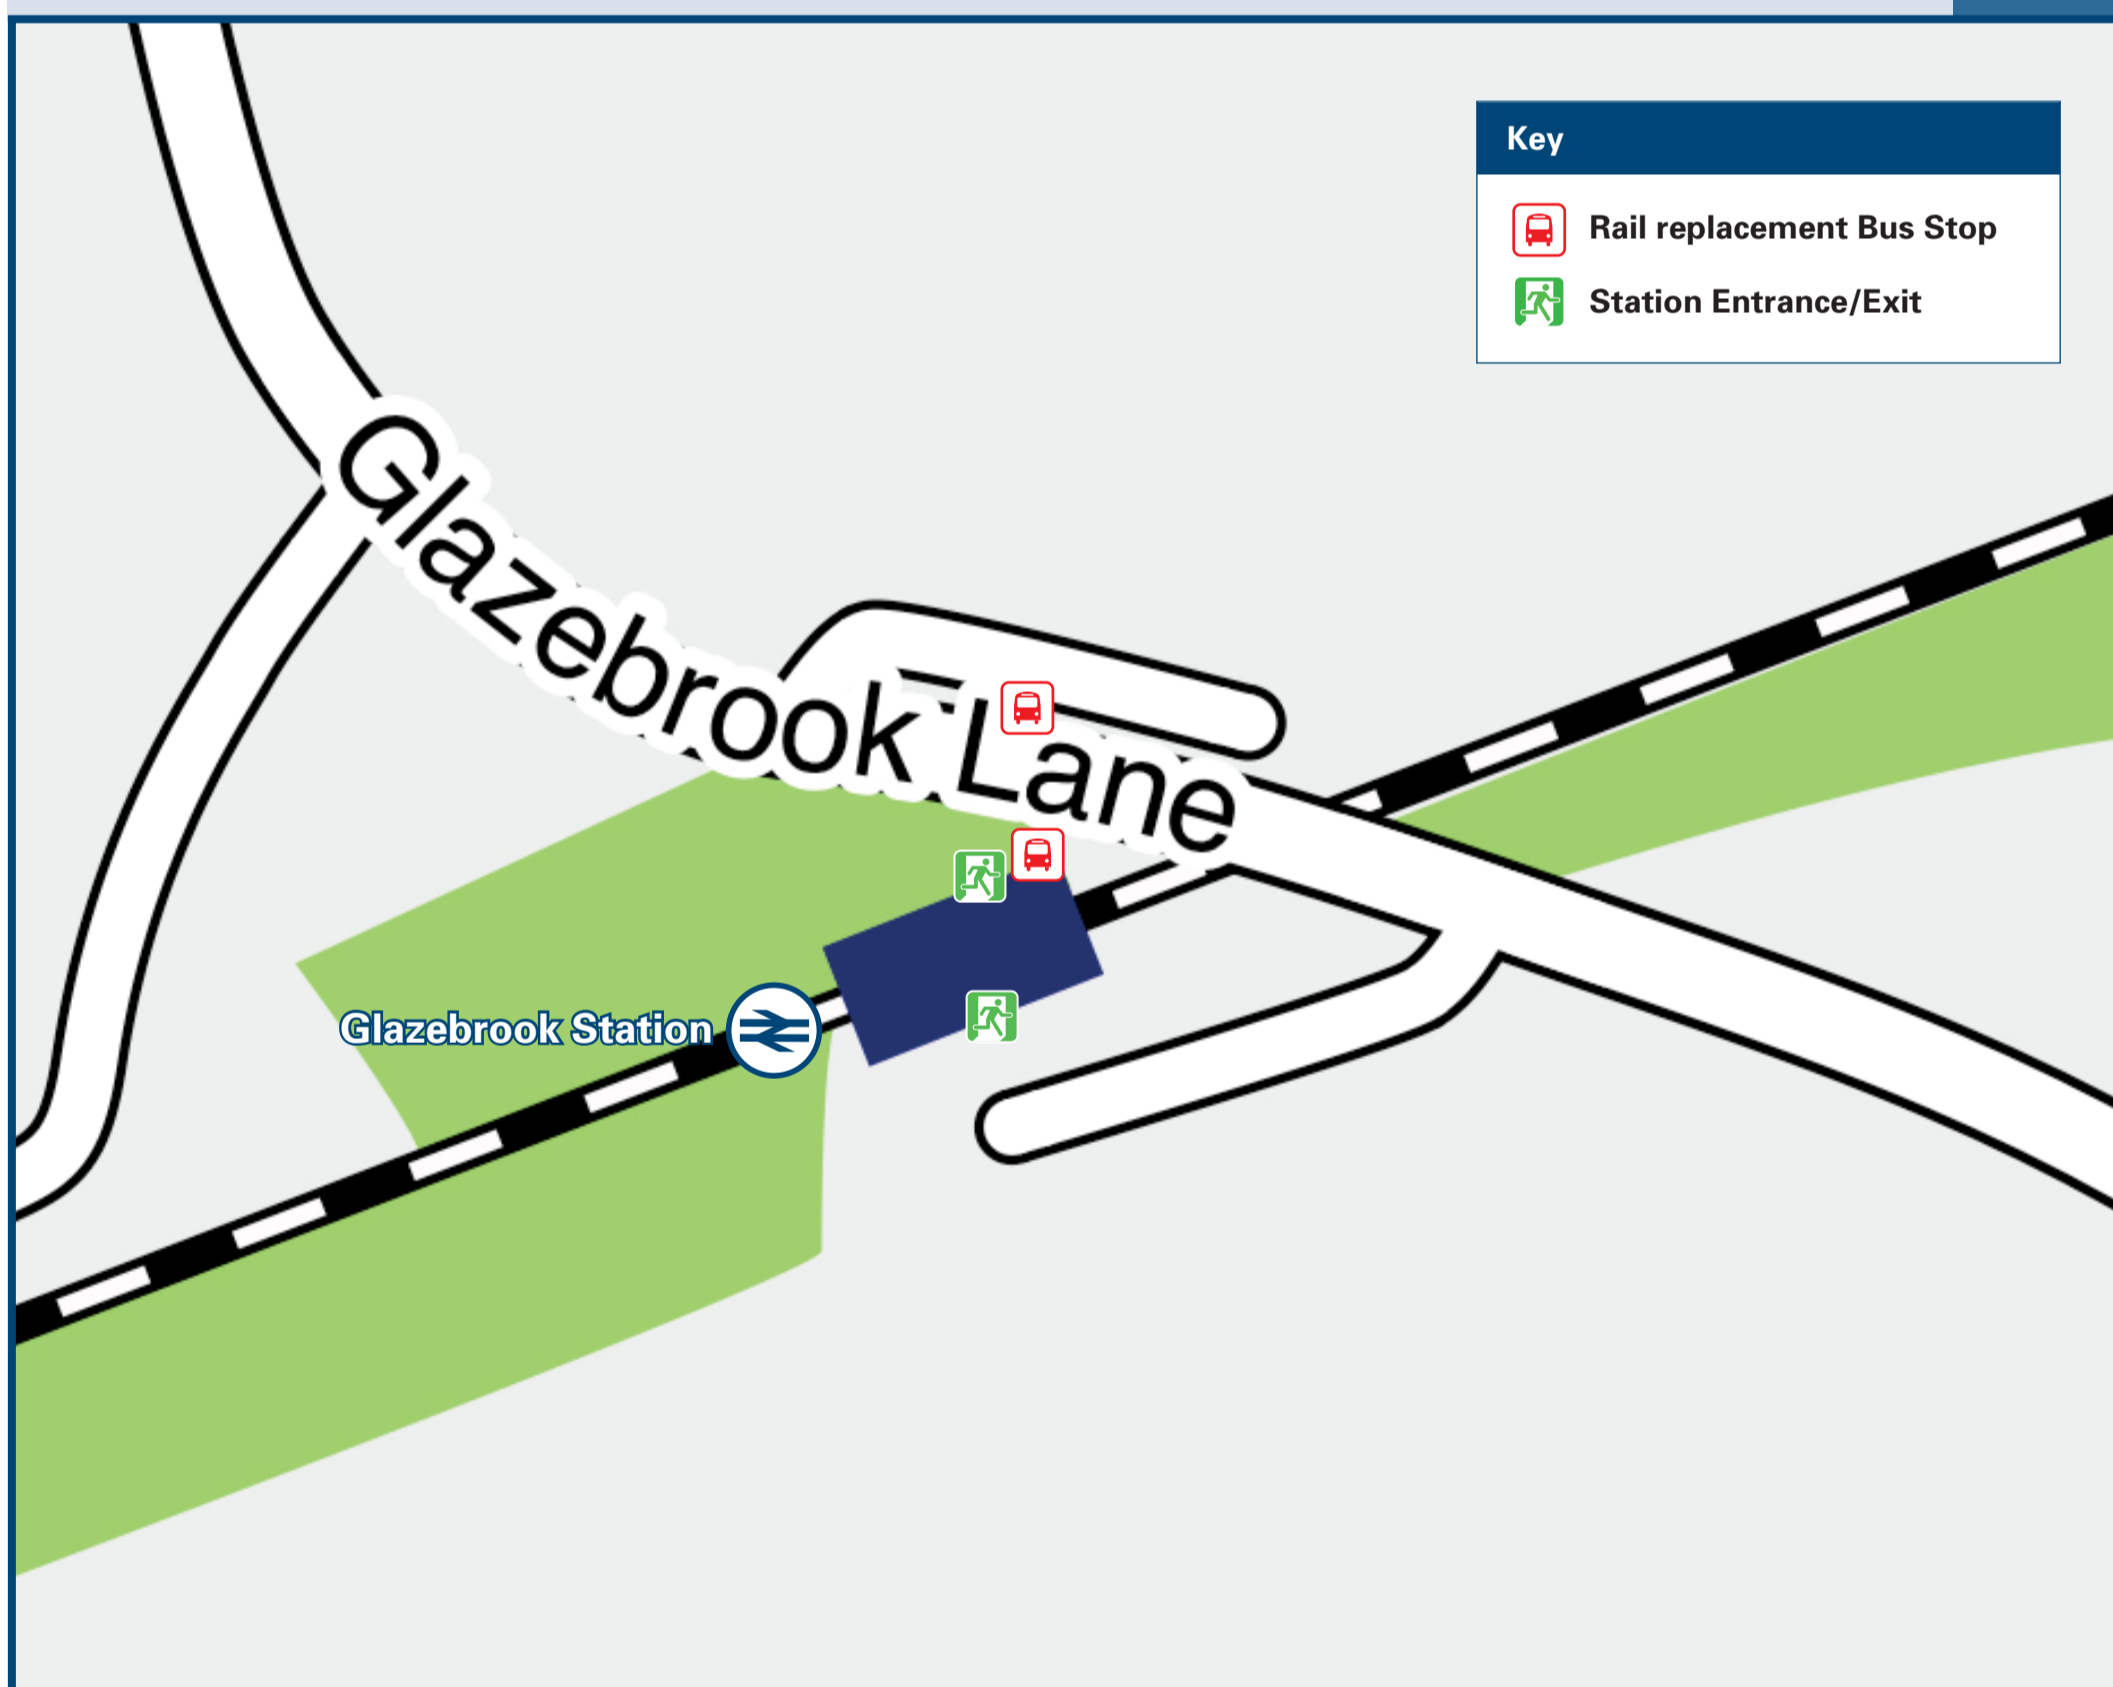 Key
Rail replacement Bus Stop
Station Entrance/Exit
Glazebrook Lane
Glazebrook Station